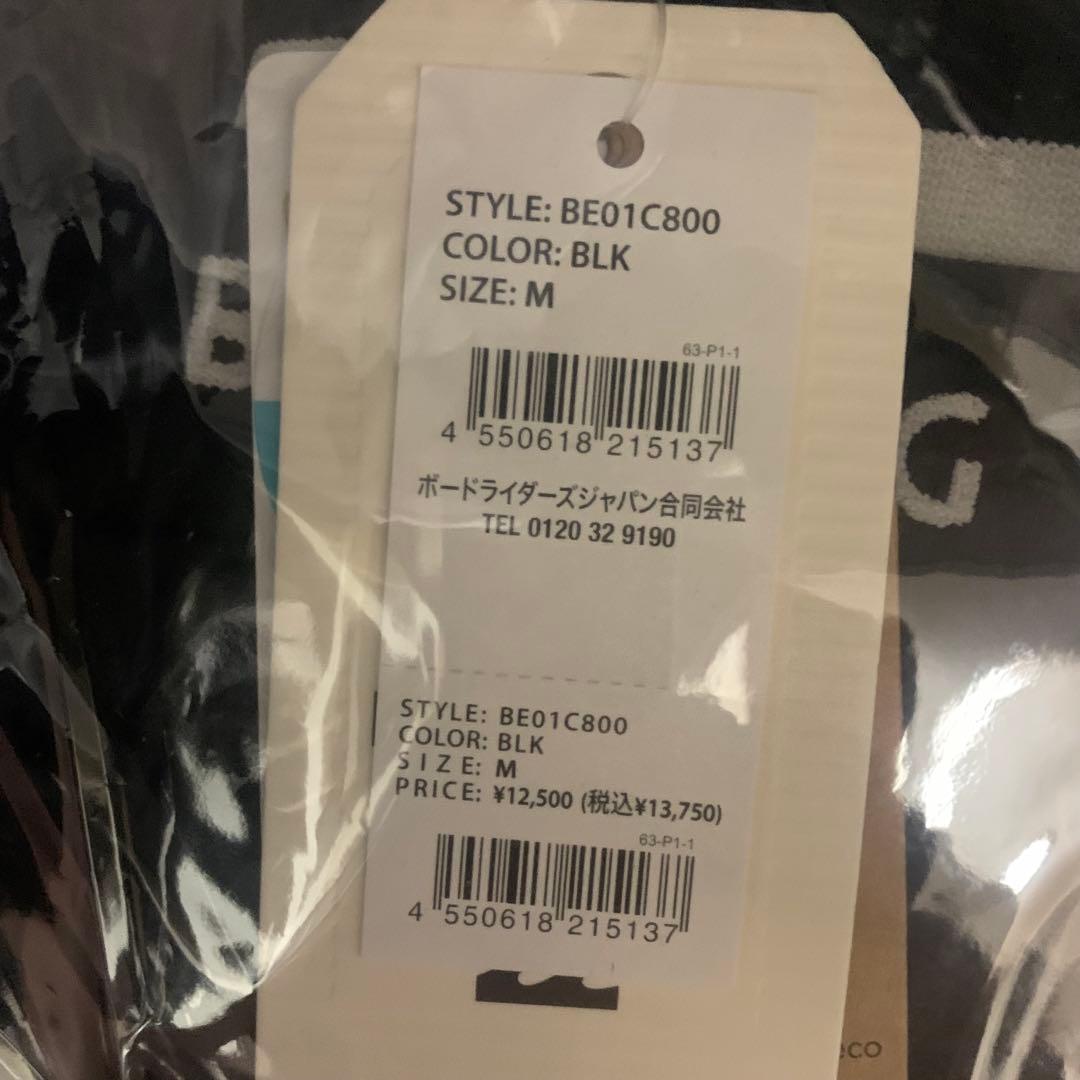 STYLE: BE01C800
COLOR: BLK
SIZE: M
63-P1-1
4 550618 215137
ボードライダーズジャパン合同会社
TEL 0120 32 9190
STYLE: BE01C800
COLOR: BLK
SIZE: M
PRICE: ¥12,500 (税込¥13,750)
63-P1-1
4 550618 215137
B
G
eco